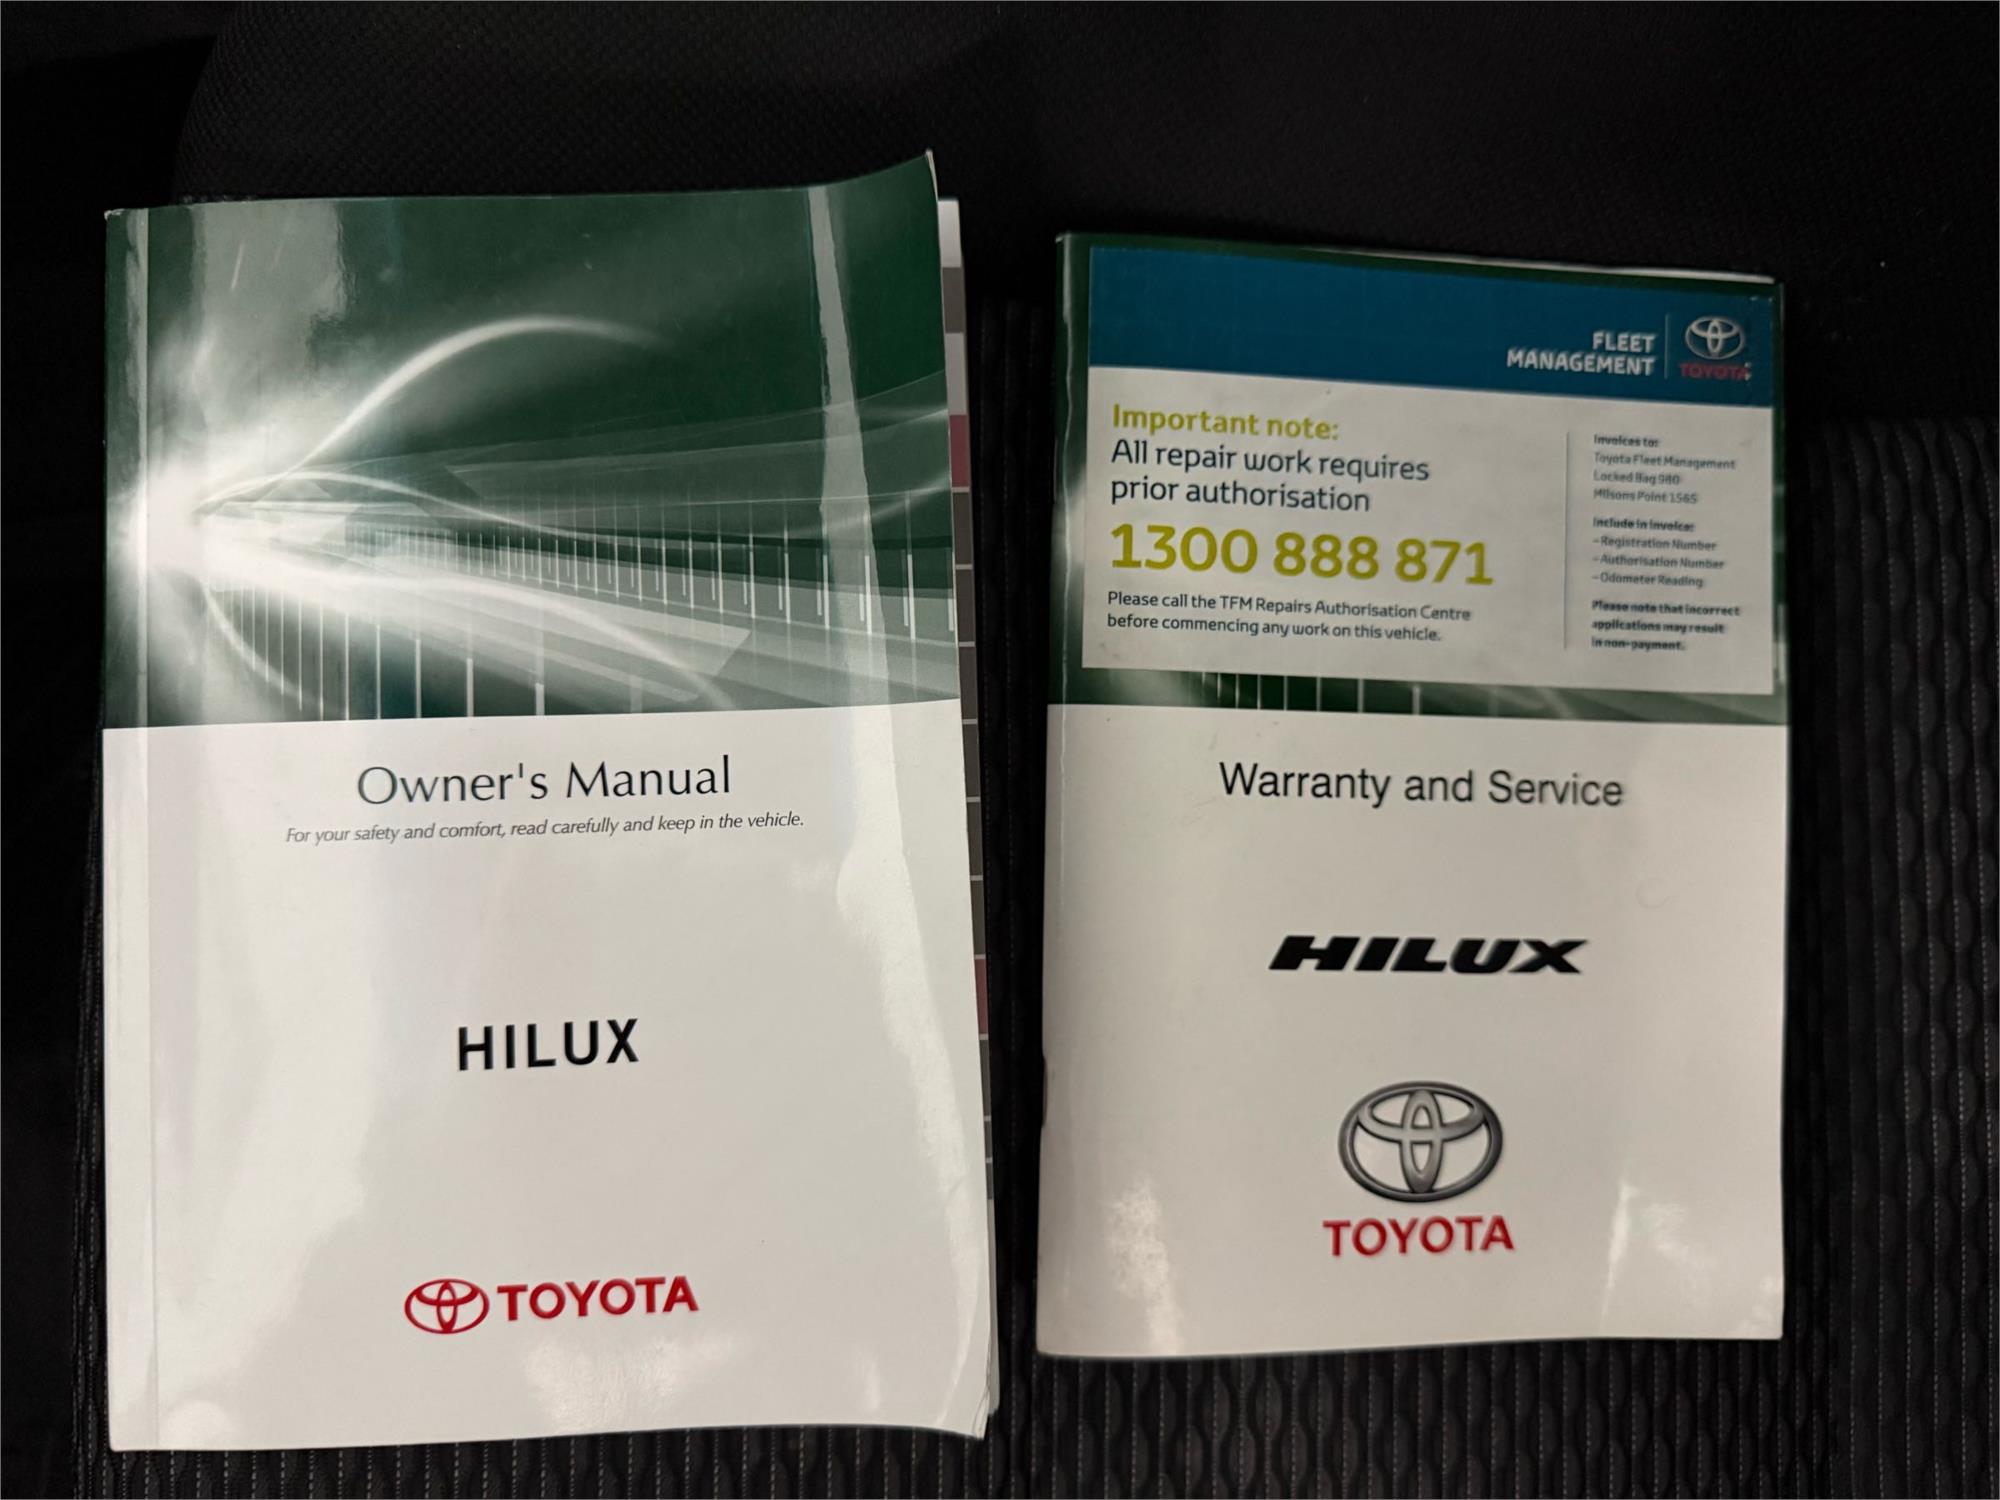 Owner's Manual
For your safety and comfort, read carefully and keep in the vehicle.
HILUX
TOYOTA
FLEET
MANAGEMENT
TOYOTA
Important note:
All repair work requires
prior authorisation
1300 888 871
Please call the TFM Repairs Authorisation Centre
before commencing any work on this vehicle.
Invoices to:
Toyota Fleet Management
Locked Bag 980
Milsons Point 1565
Include in invoice:
- Registration Number
- Authorisation Number
- Odometer Reading
Please note that incorrect
applications may result
in non-payment.
Warranty and Service
HILUX
TOYOTA